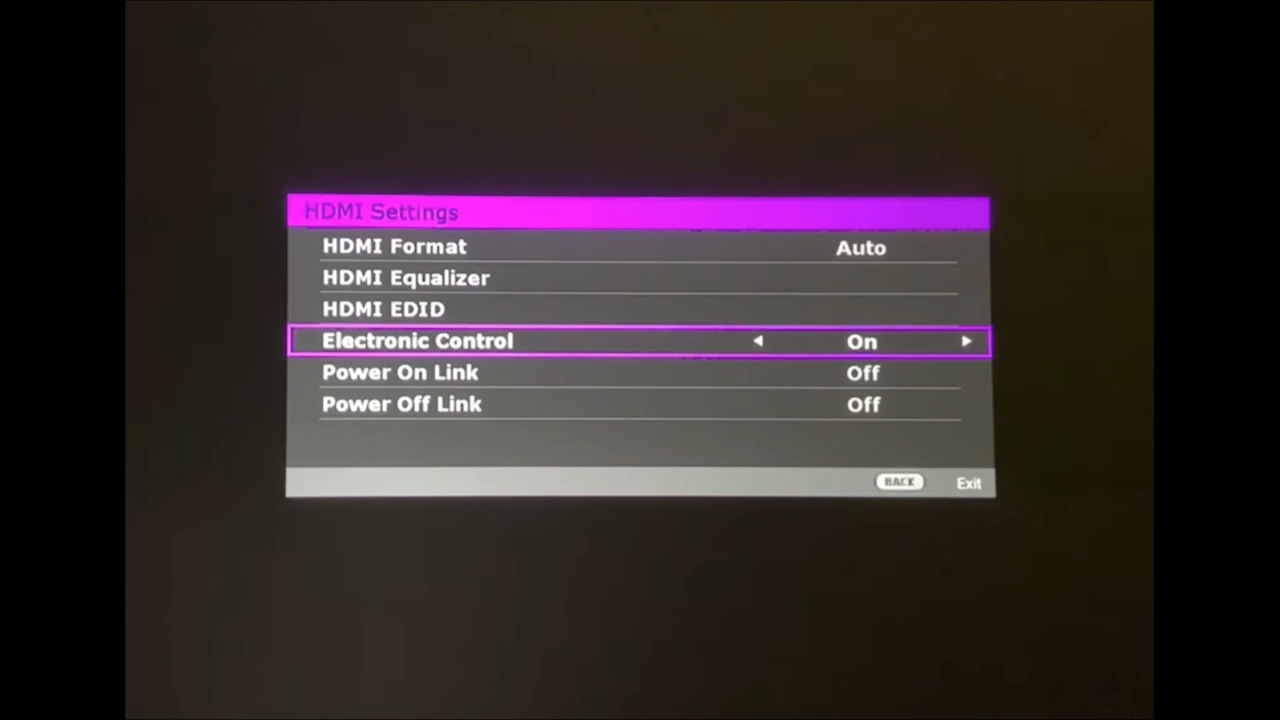 HDMI Settings
HDMI Format Auto
HDMI Equalizer
HDMI EDID
Electronic Control On
Power On Link Off
Power Off Link Off
BACK Exit